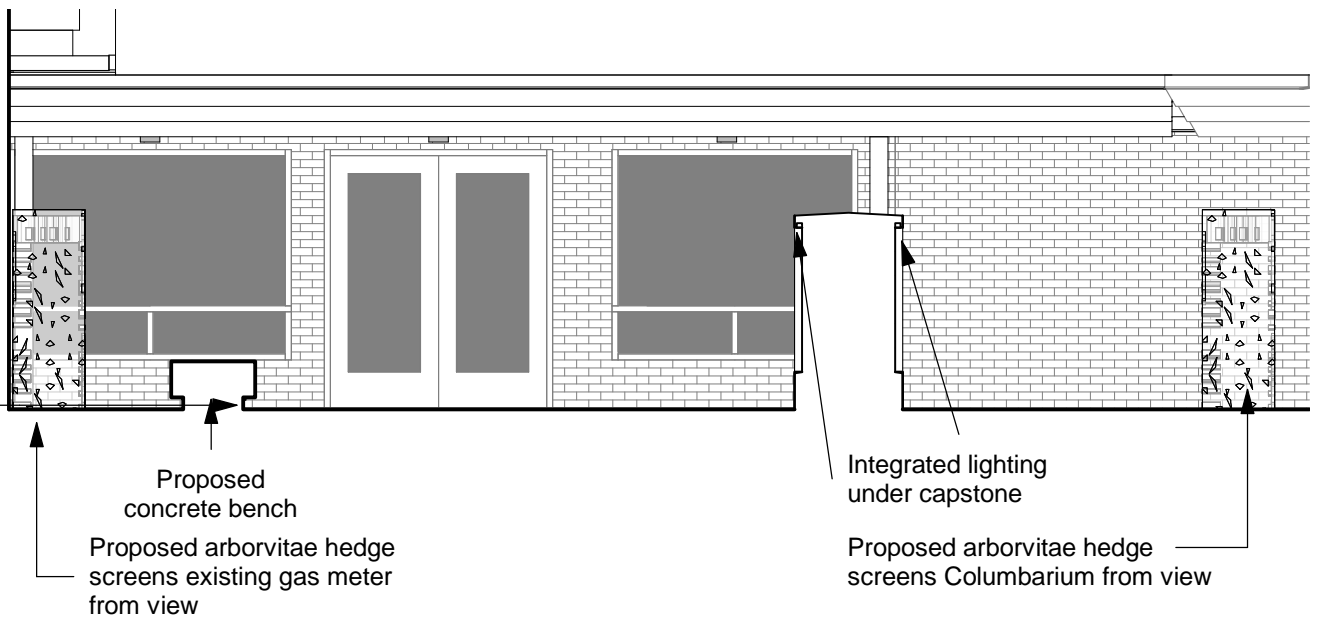 Proposed
concrete bench
Proposed arborvitae hedge
screens existing gas meter
from view
Integrated lighting
under capstone
Proposed arborvitae hedge
screens Columbarium from view